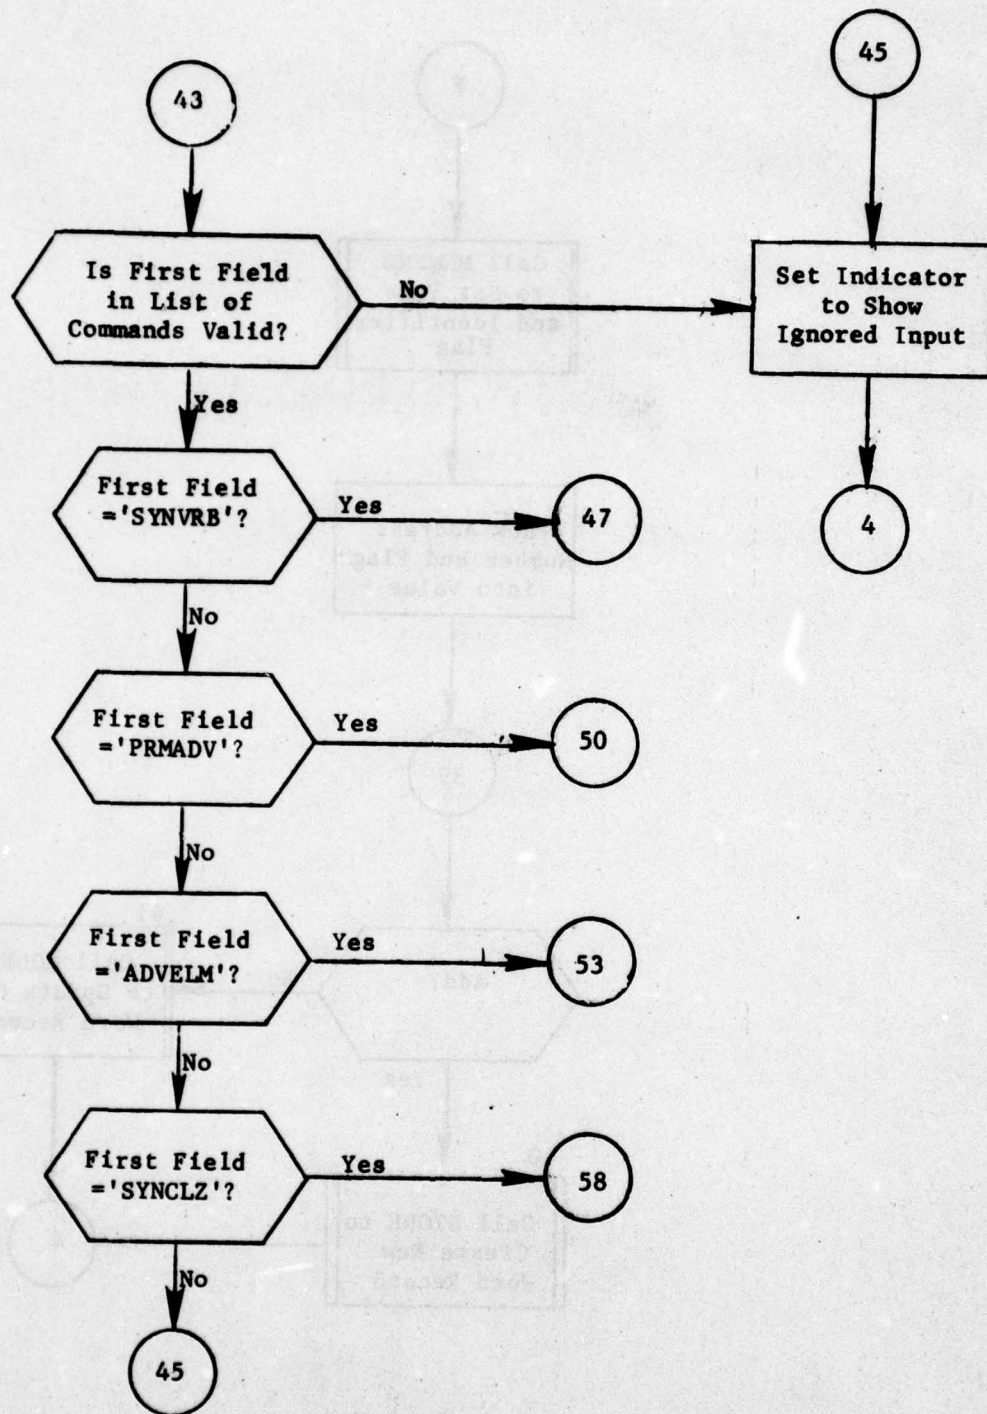 43
45
Is First Field
in List of
Commands Valid?
No
Set Indicator
to Show
Ignored Input
Yes
4
First Field
='SYNVRB'?
Yes
47
No
First Field
='PRMADV'?
Yes
50
No
First Field
='ADVELM'?
Yes
53
No
First Field
='SYNCLZ'?
Yes
58
No
45